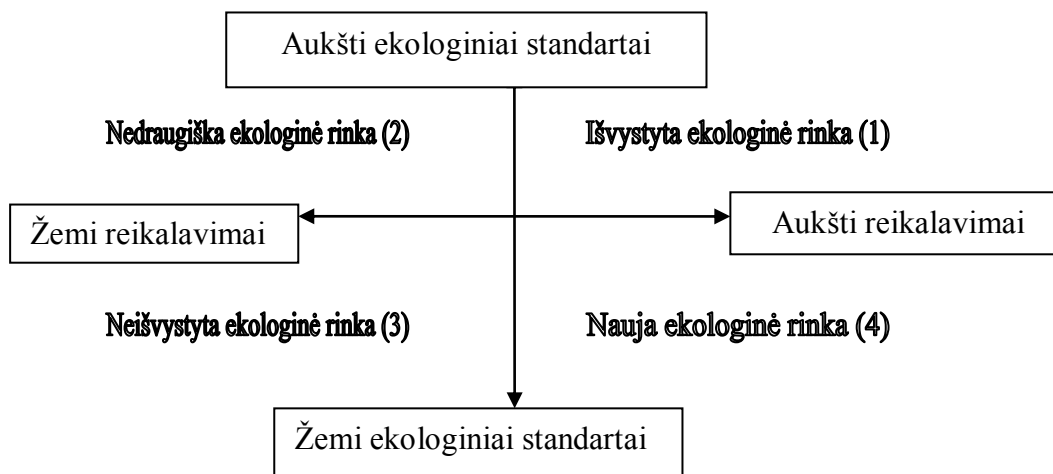 Aukšti ekologiniai standartai
Nedraugiška ekologinė rinka (2)
Išvystyta ekologinė rinka (1)
Žemi reikalavimai
Aukšti reikalavimai
Neišvystyta ekologinė rinka (3)
Nauja ekologinė rinka (4)
Žemi ekologiniai standartai